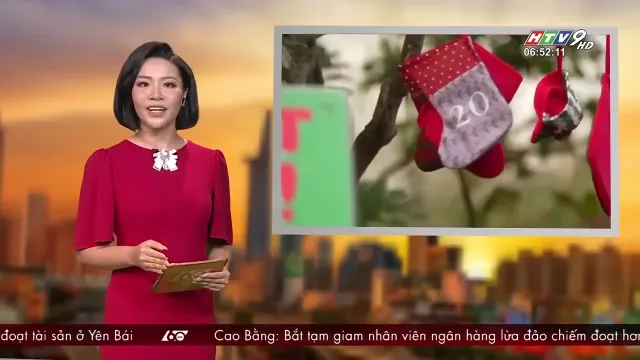 HTV9 HD
06:52:11
20
T
!
đoạt tài sản ở Yên Bái 60 Cao Bằng: Bắt tạm giam nhân viên ngân hàng lừa đảo chiếm đoạt